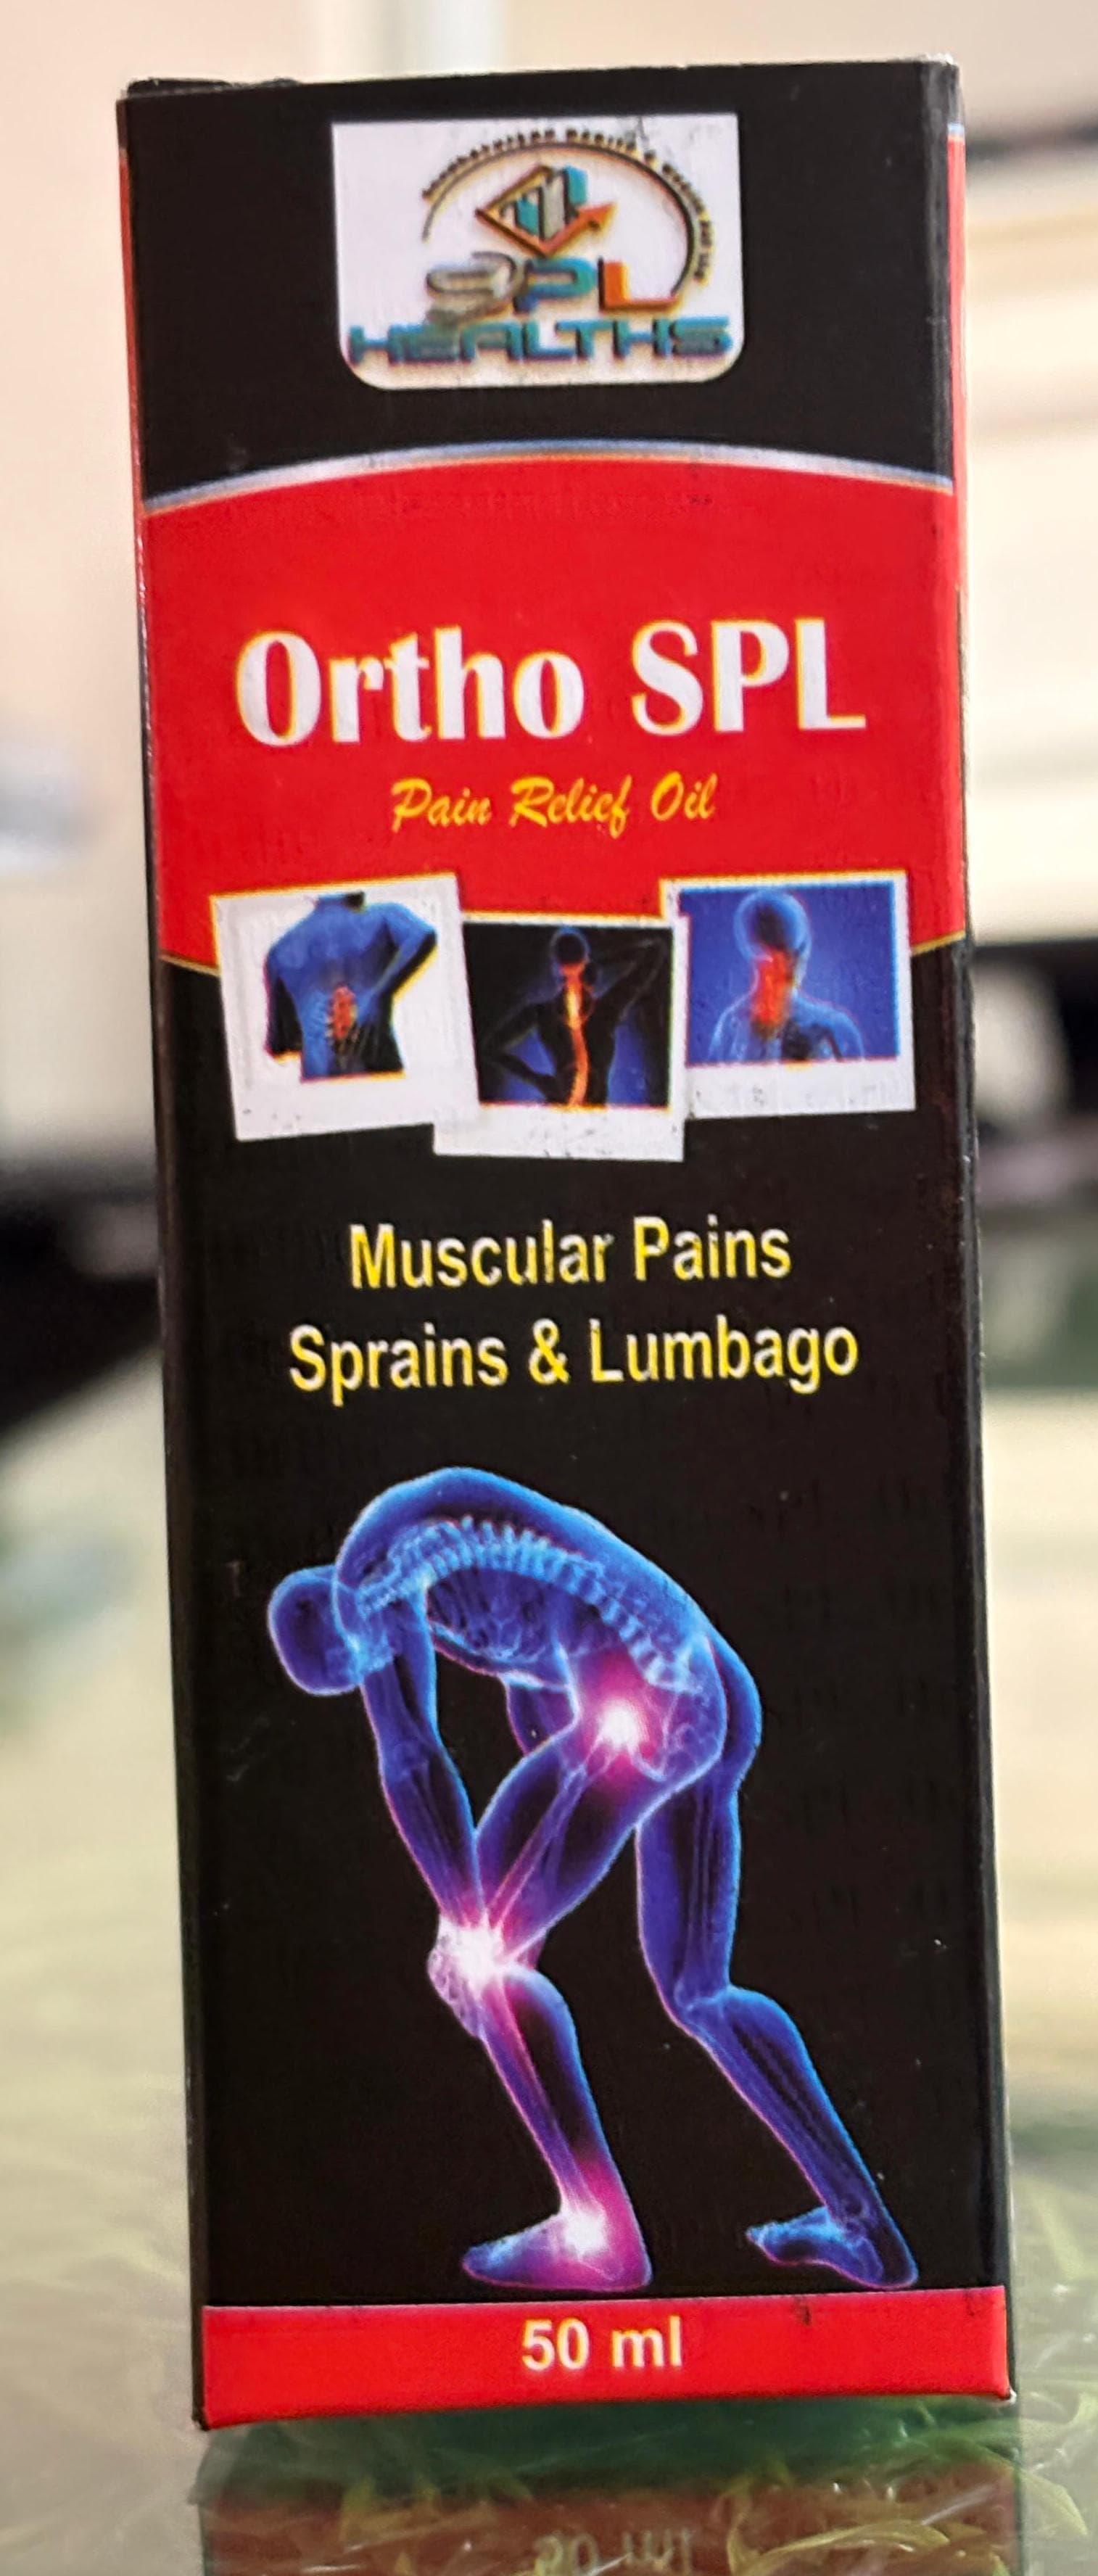 SPL
HEALTHS
Ortho SPL
Pain Relief Oil
Muscular Pains
Sprains & Lumbago
50 ml